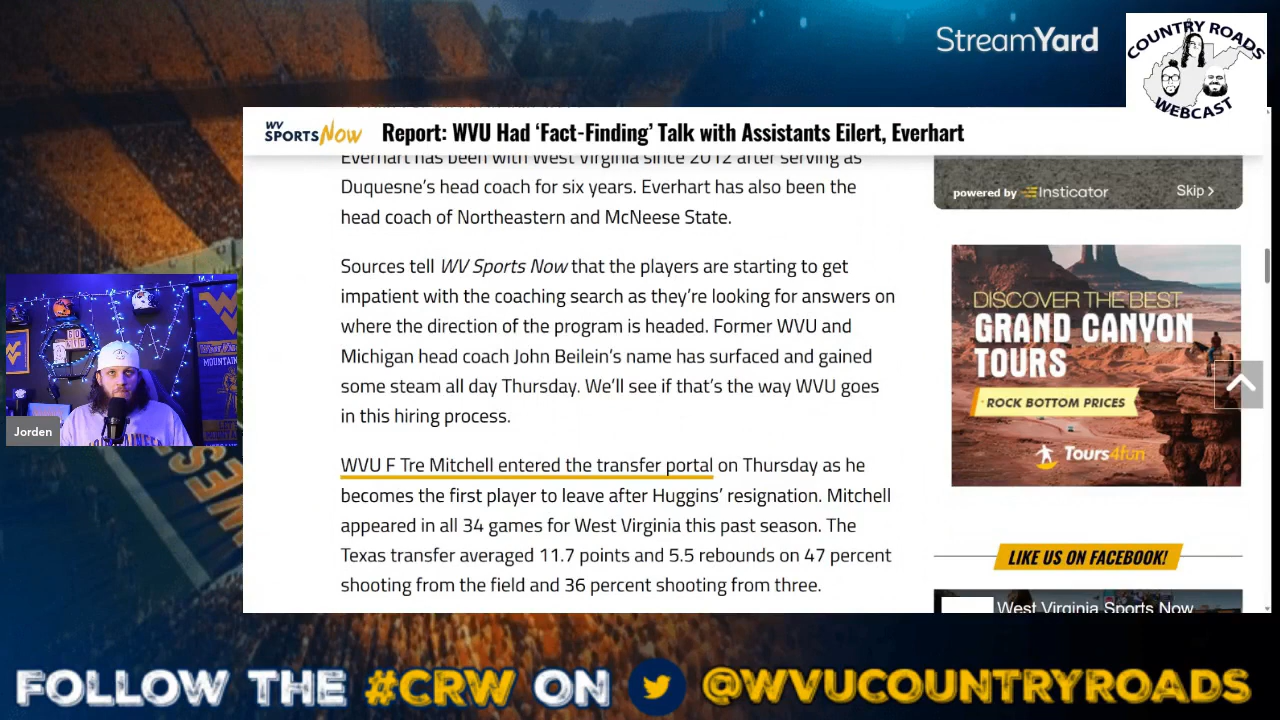 StreamYard
COUNTRY ROADS
WEBCAST
WV
SPORTS NOW
Report: WVU Had ‘Fact-Finding’ Talk with Assistants Eilert, Everhart
Everhart has been with West Virginia since 2012 after serving as
Duquesne’s head coach for six years. Everhart has also been the
head coach of Northeastern and McNeese State.
Sources tell WV Sports Now that the players are starting to get
impatient with the coaching search as they’re looking for answers on
where the direction of the program is headed. Former WVU and
Michigan head coach John Beilein’s name has surfaced and gained
some steam all day Thursday. We’ll see if that’s the way WVU goes
in this hiring process.
WVU F Tre Mitchell entered the transfer portal on Thursday as he
becomes the first player to leave after Huggins’ resignation. Mitchell
appeared in all 34 games for West Virginia this past season. The
Texas transfer averaged 11.7 points and 5.5 rebounds on 47 percent
shooting from the field and 36 percent shooting from three.
powered by Insticator
Skip >
DISCOVER THE BEST
GRAND CANYON
TOURS
ROCK BOTTOM PRICES
Tours4fun
LIKE US ON FACEBOOK!
West Virginia Sports Now
Jorden
FOLLOW THE #CRW ON @WVUCOUNTRYROADS